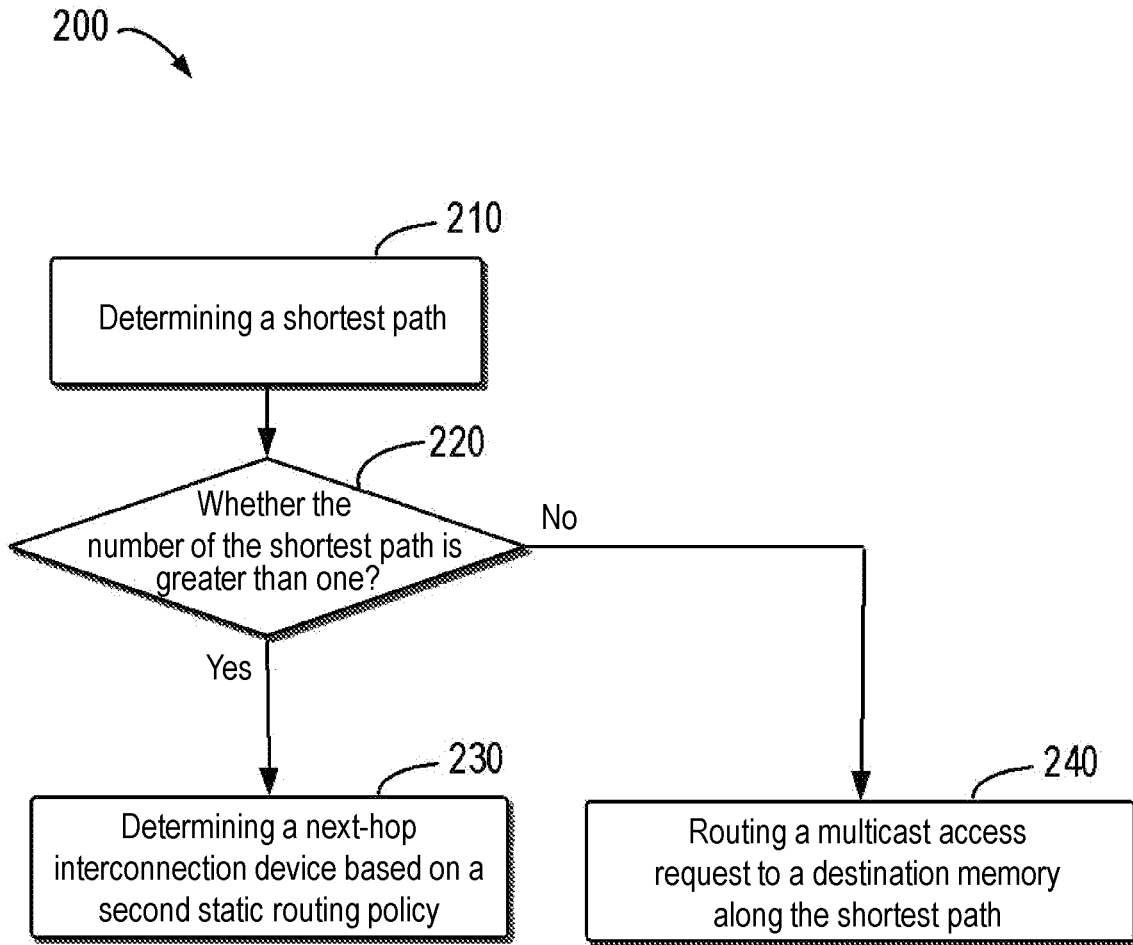 200
210
Determining a shortest path
220
Whether the
number of the shortest path is
greater than one?
No
Yes
230
Determining a next-hop
interconnection device based on a
second static routing policy
240
Routing a multicast access
request to a destination memory
along the shortest path